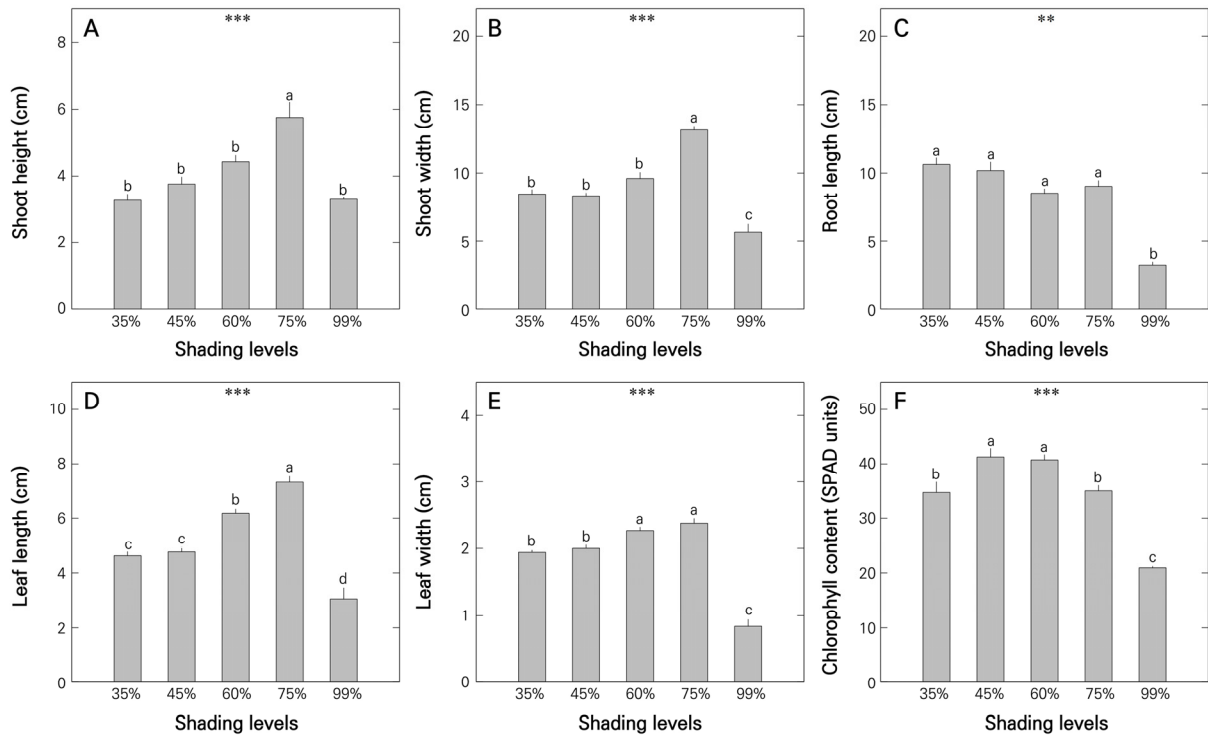 A
***
Shoot height (cm)
8
6
4
2
0
b
b
b
a
b
35% 45% 60% 75% 99%
Shading levels
B
***
Shoot width (cm)
20
15
10
5
0
b
b
b
a
c
35% 45% 60% 75% 99%
Shading levels
C
**
Root length (cm)
20
15
10
5
0
a
a
a
a
b
35% 45% 60% 75% 99%
Shading levels
D
***
Leaf length (cm)
10
8
6
4
2
0
c
c
b
a
d
35% 45% 60% 75% 99%
Shading levels
E
***
Leaf width (cm)
4
3
2
1
0
b
b
a
a
c
35% 45% 60% 75% 99%
Shading levels
F
***
Chlorophyll content (SPAD units)
50
40
30
20
10
0
b
a
a
b
c
35% 45% 60% 75% 99%
Shading levels